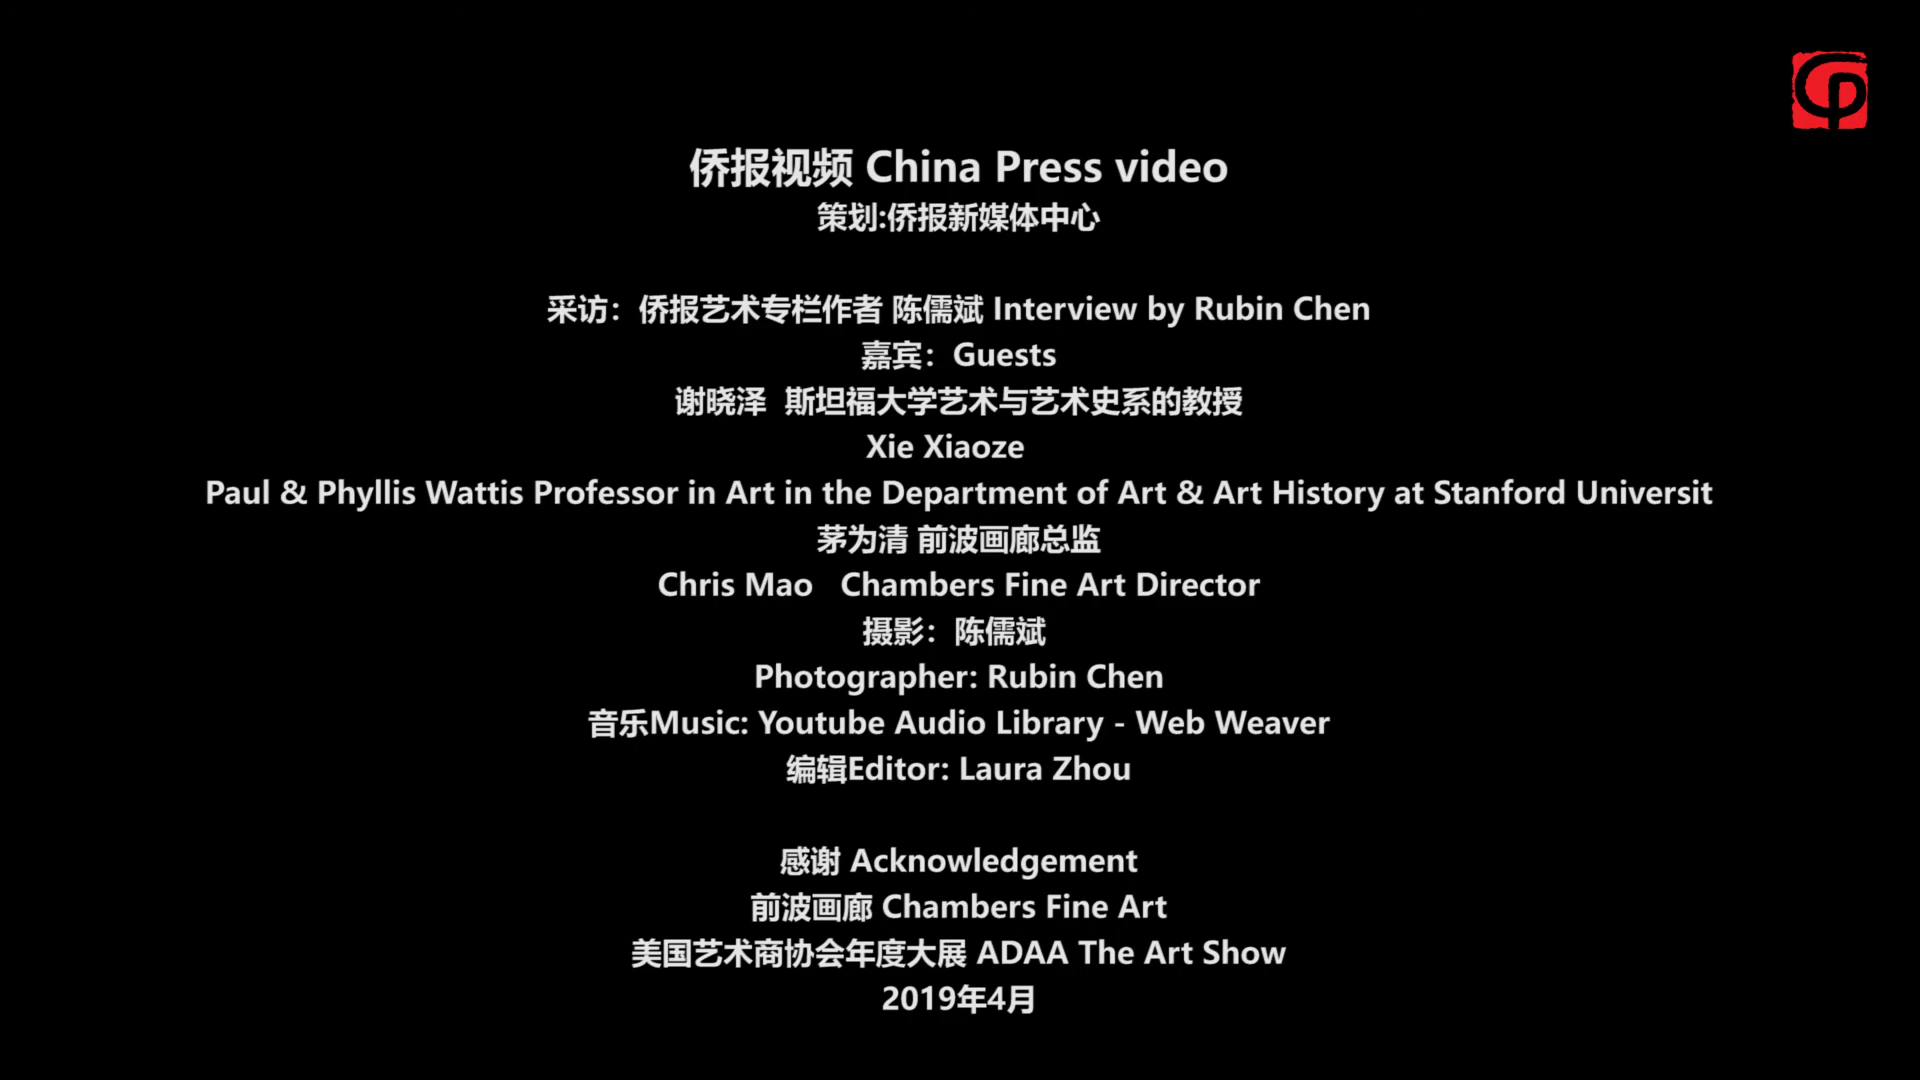 侨报视频 China Press video
策划:侨报新媒体中心
采访：侨报艺术专栏作者 陈儒斌 Interview by Rubin Chen
嘉宾：Guests
谢晓泽  斯坦福大学艺术与艺术史系的教授
Xie Xiaoze
Paul & Phyllis Wattis Professor in Art in the Department of Art & Art History at Stanford Universit
茅为清 前波画廊总监
Chris Mao   Chambers Fine Art Director
摄影：陈儒斌
Photographer: Rubin Chen
音乐Music: Youtube Audio Library - Web Weaver
编辑Editor: Laura Zhou
感谢 Acknowledgement
前波画廊 Chambers Fine Art
美国艺术商协会年度大展 ADAA The Art Show
2019年4月